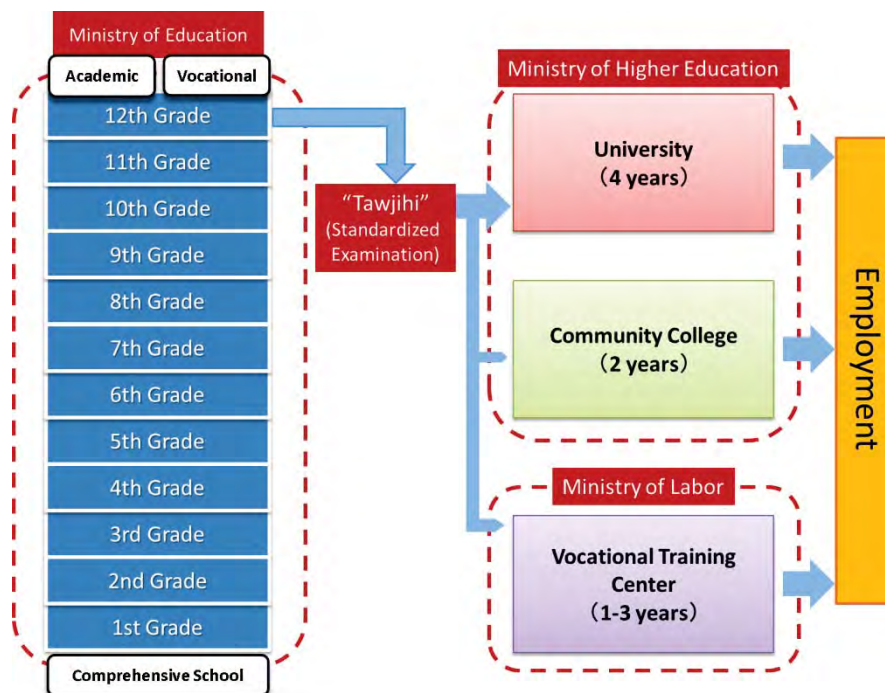 Ministry of Education
Academic
Vocational
12th Grade
11th Grade
10th Grade
9th Grade
8th Grade
7th Grade
6th Grade
5th Grade
4th Grade
3rd Grade
2nd Grade
1st Grade
Comprehensive School
“Tawjihi”
(Standardized
Examination)
Ministry of Higher Education
University
(4 years)
Community College
(2 years)
Ministry of Labor
Vocational Training
Center
(1-3 years)
Employment